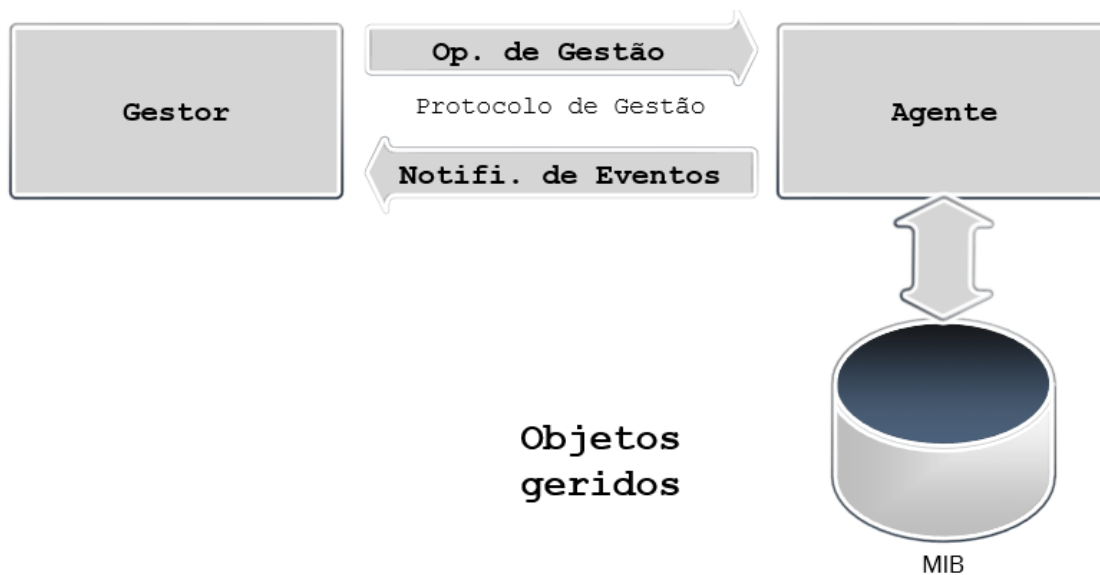 Gestor
Op. de Gestão
Protocolo de Gestão
Notifi. de Eventos
Agente
Objetos
geridos
MIB